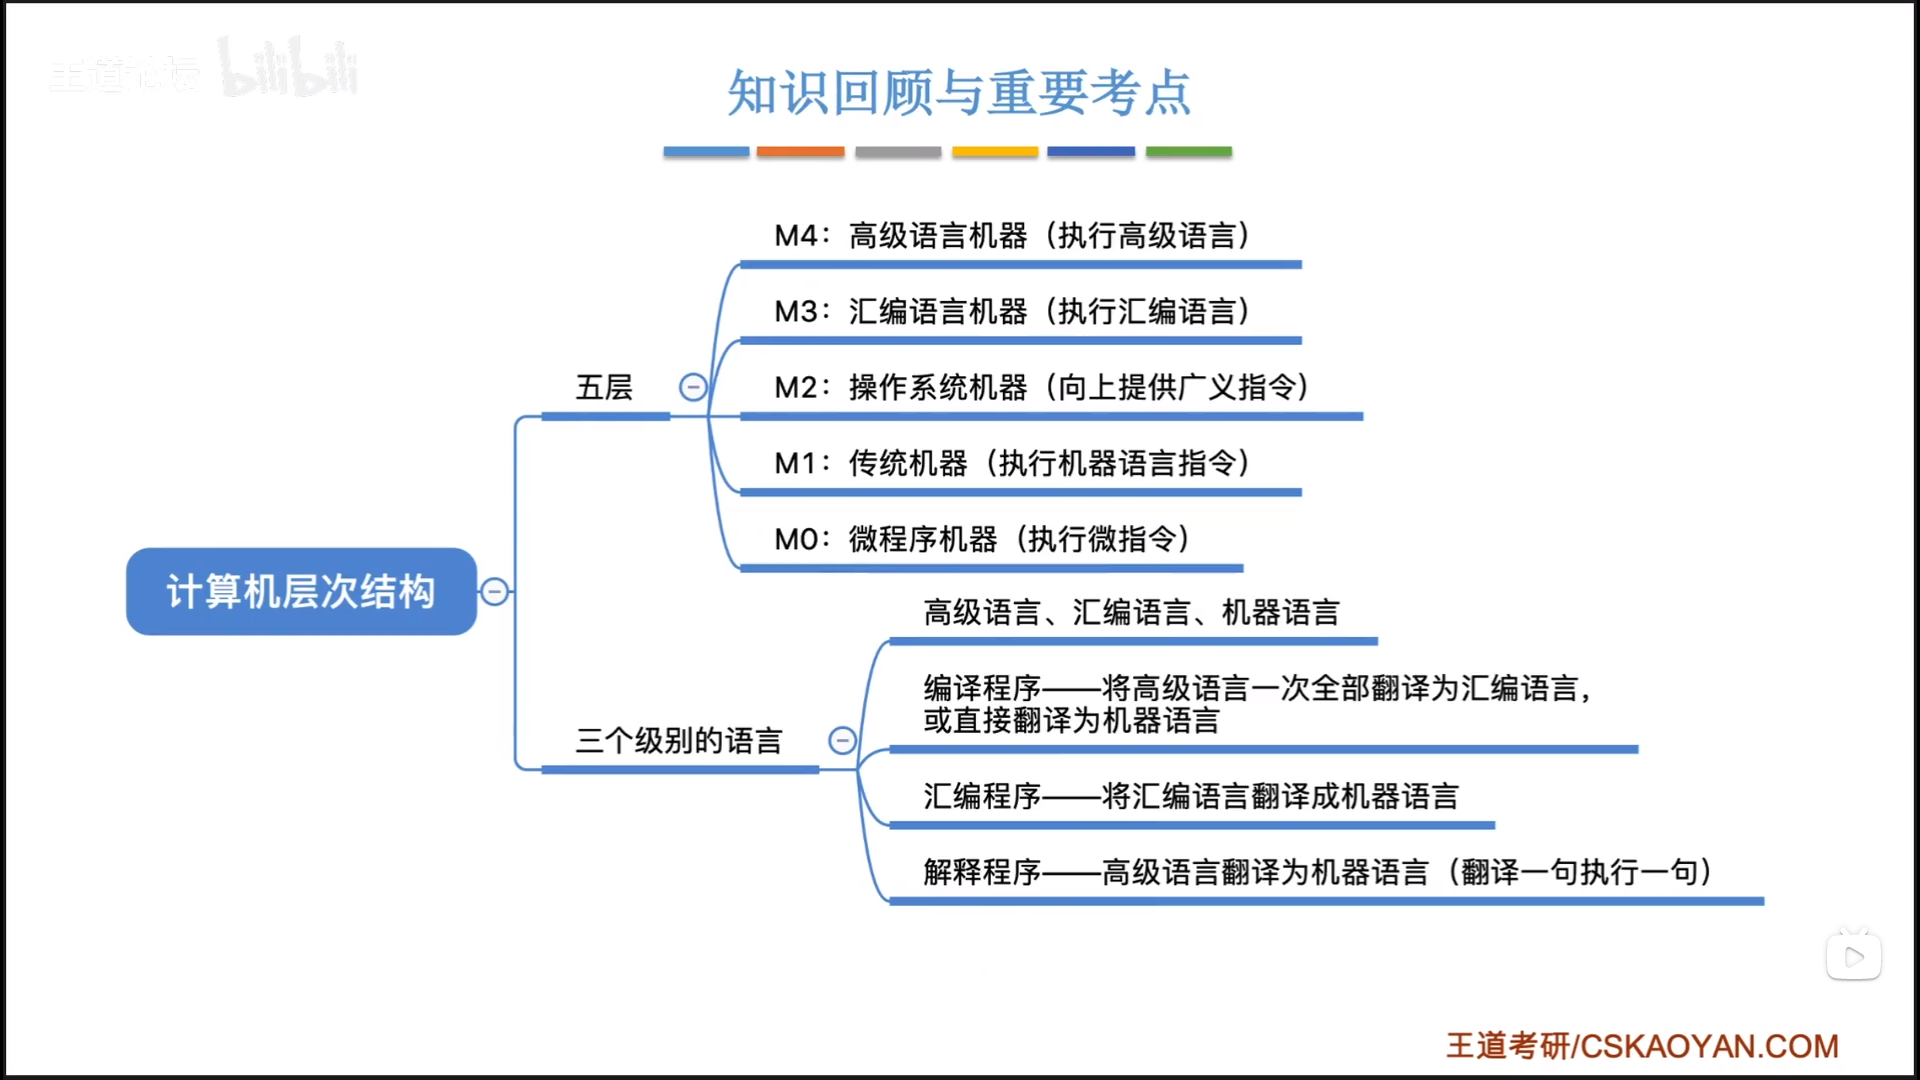 王道论坛 bilibili
知识回顾与重要考点
M4：高级语言机器（执行高级语言）
M3：汇编语言机器（执行汇编语言）
五层
M2：操作系统机器（向上提供广义指令）
M1：传统机器（执行机器语言指令）
M0：微程序机器（执行微指令）
计算机层次结构
高级语言、汇编语言、机器语言
编译程序——将高级语言一次全部翻译为汇编语言，
或直接翻译为机器语言
三个级别的语言
汇编程序——将汇编语言翻译成机器语言
解释程序——高级语言翻译为机器语言（翻译一句执行一句）
王道考研/CSKAOYAN.COM